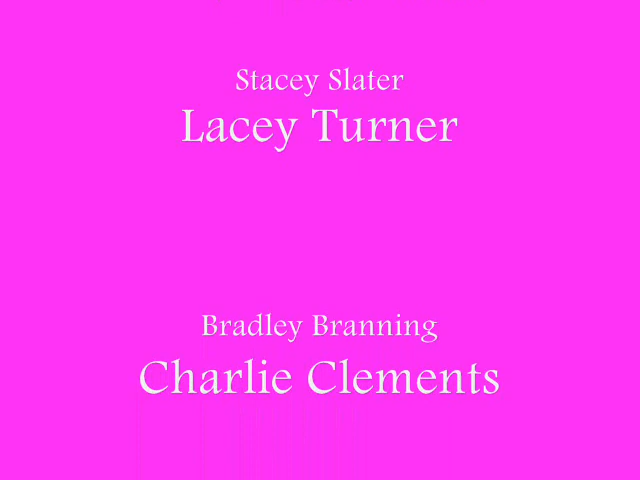 Stacey Slater
Lacey Turner
Bradley Branning
Charlie Clements